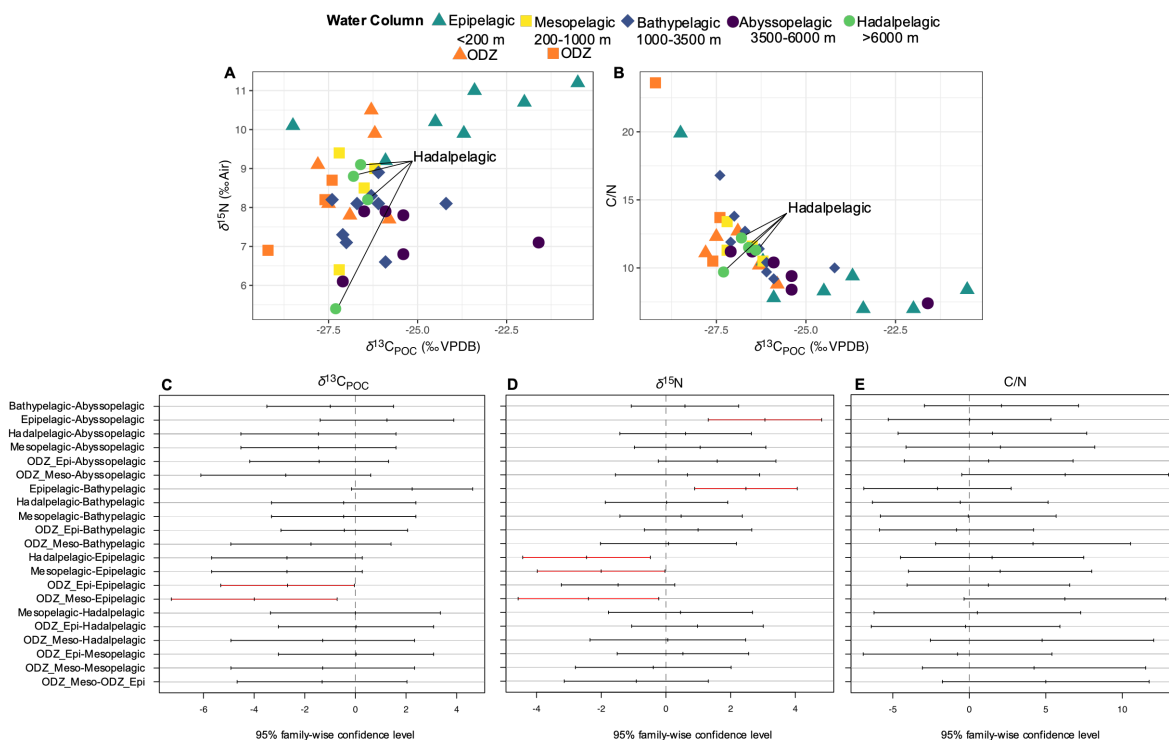 Water Column Epipelagic Mesopelagic Bathypelagic Abyssopelagic Hadalpelagic
<200 m 200-1000 m 1000-3500 m 3500-6000 m >6000 m
ODZ ODZ
A
11
10
9
8
7
6
δ15N (‰Air)
Hadalpelagic
-27.5 -25.0 -22.5
δ13CPOC (‰VPDB)
B
20
15
10
C/N
Hadalpelagic
-27.5 -25.0 -22.5
δ13CPOC (‰VPDB)
C δ13CPOC
D δ15N
E C/N
Bathypelagic-Abyssopelagic
Epipelagic-Abyssopelagic
Hadalpelagic-Abyssopelagic
Mesopelagic-Abyssopelagic
ODZ_Epi-Abyssopelagic
ODZ_Meso-Abyssopelagic
Epipelagic-Bathypelagic
Hadalpelagic-Bathypelagic
Mesopelagic-Bathypelagic
ODZ_Epi-Bathypelagic
ODZ_Meso-Bathypelagic
Hadalpelagic-Epipelagic
Mesopelagic-Epipelagic
ODZ_Epi-Epipelagic
ODZ_Meso-Epipelagic
Mesopelagic-Hadalpelagic
ODZ_Epi-Hadalpelagic
ODZ_Meso-Hadalpelagic
ODZ_Epi-Mesopelagic
ODZ_Meso-Mesopelagic
ODZ_Meso-ODZ_Epi
-6 -4 -2 0 2 4
-4 -2 0 2 4
-5 0 5 10
95% family-wise confidence level
95% family-wise confidence level
95% family-wise confidence level